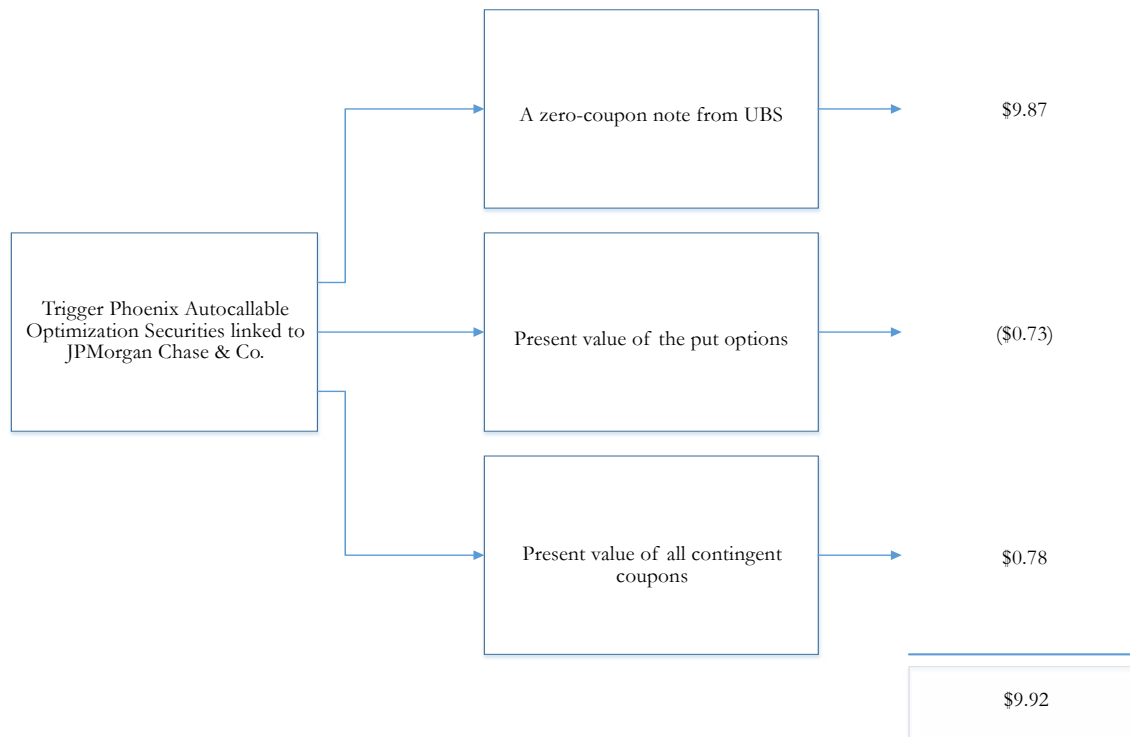 A zero-coupon note from UBS
$9.87
Trigger Phoenix Autocallable
Optimization Securities linked to
JPMorgan Chase & Co.
Present value of the put options
($0.73)
Present value of all contingent
coupons
$0.78
$9.92